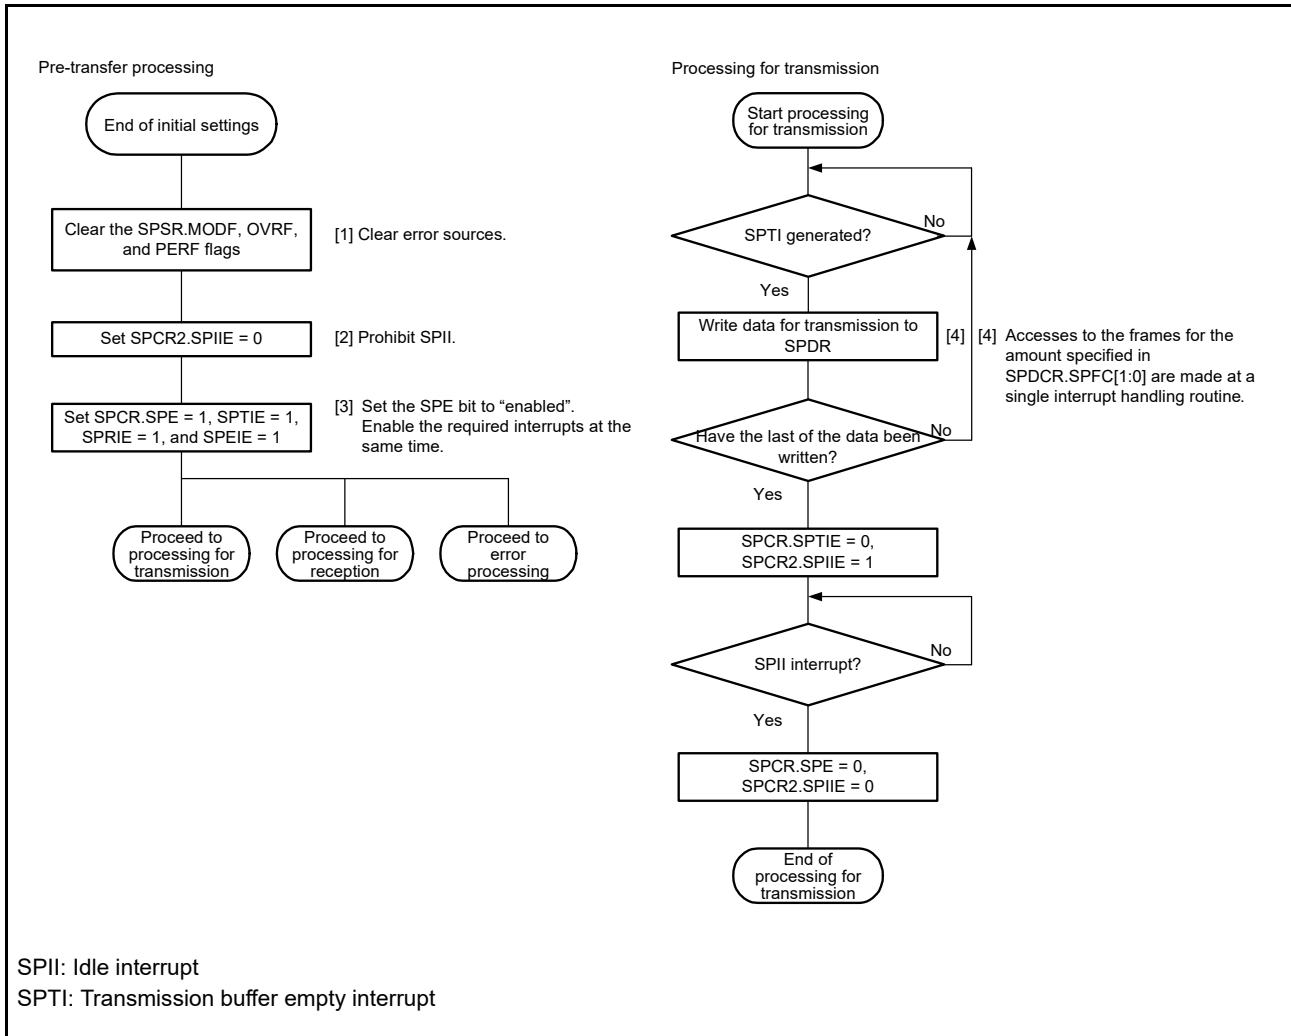 Pre-transfer processing
End of initial settings
Clear the SPSR.MODF, OVRF,
and PERF flags
[1] Clear error sources.
Set SPCR2.SPIIE = 0
[2] Prohibit SPII.
Set SPCR.SPE = 1, SPTIE = 1,
SPRIE = 1, and SPEIE = 1
[3] Set the SPE bit to “enabled”.
Enable the required interrupts at the
same time.
Proceed to
processing for
transmission
Proceed to
processing for
reception
Proceed to
error
processing
Processing for transmission
Start processing
for transmission
SPTI generated?
No
Yes
Write data for transmission to
SPDR
[4]
[4] Accesses to the frames for the
amount specified in
SPDCR.SPFC[1:0] are made at a
single interrupt handling routine.
Have the last of the data been
written?
No
Yes
SPCR.SPTIE = 0,
SPCR2.SPIIE = 1
SPII interrupt?
No
Yes
SPCR.SPE = 0,
SPCR2.SPIIE = 0
End of
processing for
transmission
SPII: Idle interrupt
SPTI: Transmission buffer empty interrupt